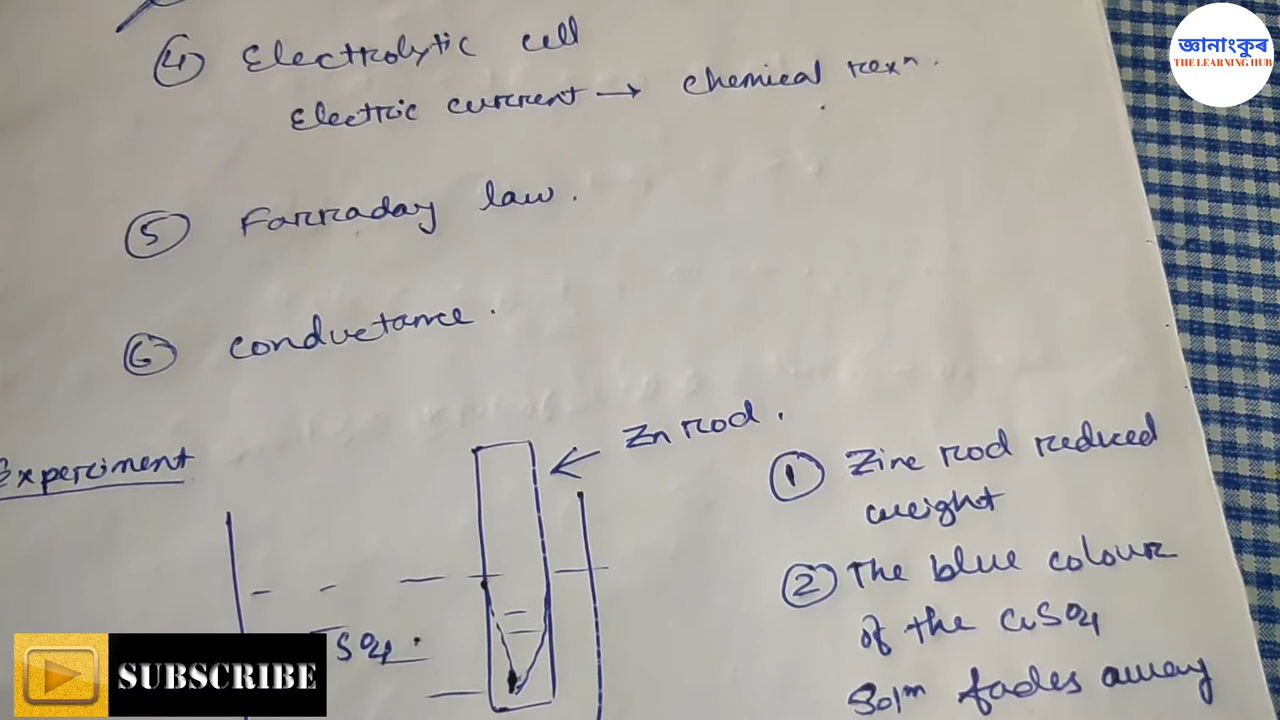 জ্ঞানাংকুৰ
THE LEARNING HUB
④ Electrolytic cell
Electric current → chemical rexn.
⑤ Farraday law.
⑥ conductance.
Experiment
Zn rod.
① Zinc rod reduced
weight
② The blue colour
of the CuSO4
Soln fades away
SO4
SUBSCRIBE